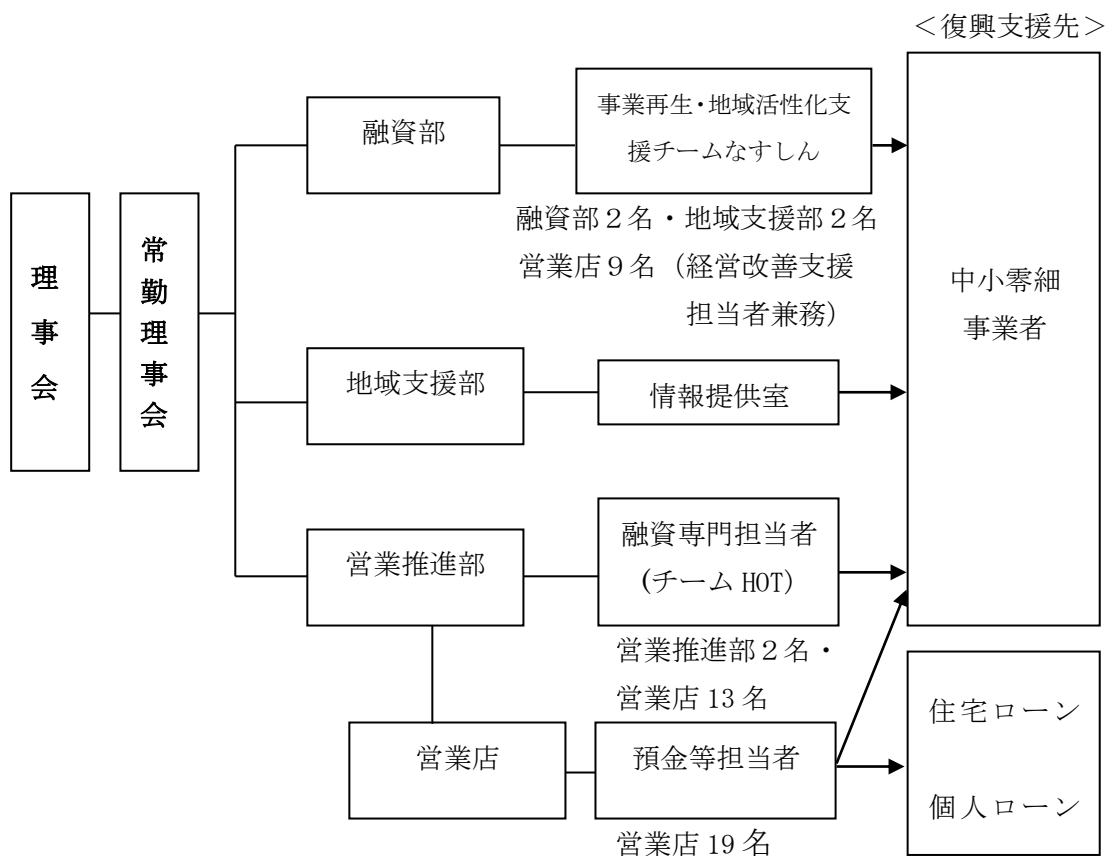 ＜復興支援先＞
理事会
常勤理事会
融資部
事業再生・地域活性化支
援チームなすしん
融資部２名・地域支援部２名
営業店９名（経営改善支援
担当者兼務）
中小零細
事業者
地域支援部
情報提供室
営業推進部
融資専門担当者
(チーム HOT)
営業推進部２名・
営業店 13 名
営業店
預金等担当者
営業店 19 名
住宅ローン
個人ローン